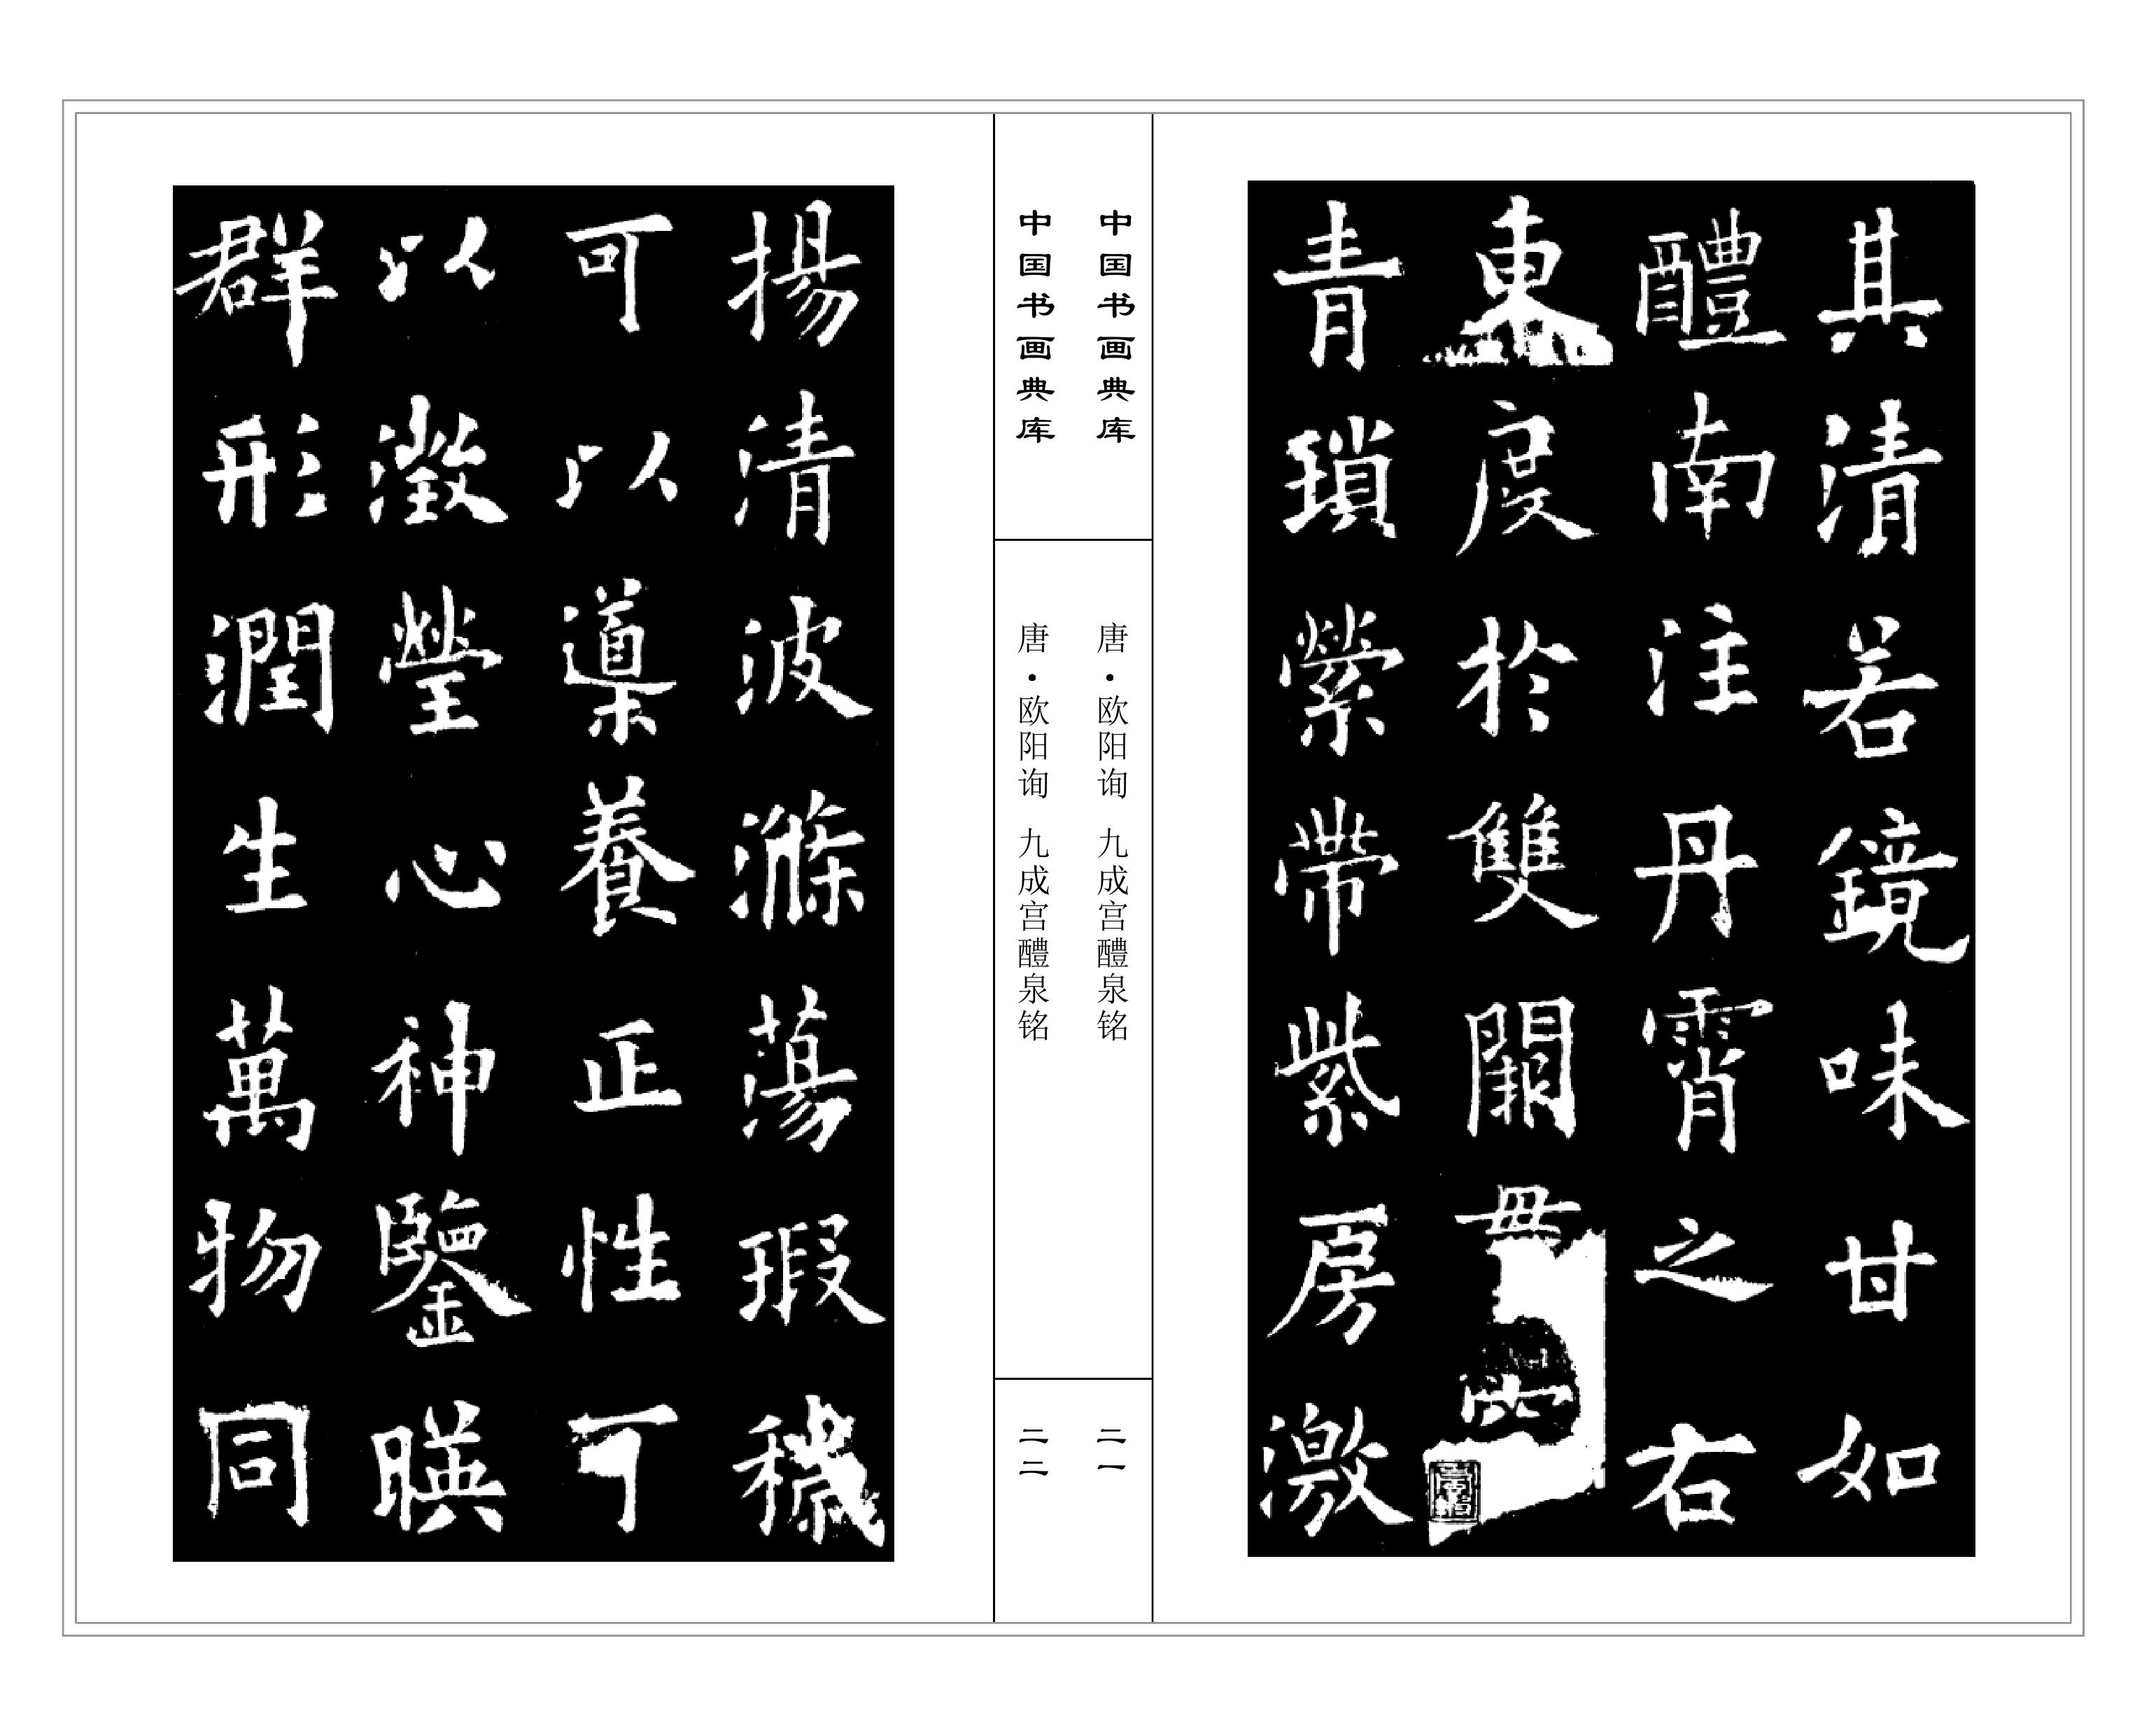 其清若鏡味甘如
醴南注丹霄之右
東度於雙闕貫
青瑣縈帶紫房激
中国书画典库
唐·欧阳询 九成宫醴泉铭
二一
中国书画典库
唐·欧阳询 九成宫醴泉铭
二二
揚清波滌蕩瑕穢
可以導養正性可
以澂瑩心神鑒暎
群形潤生萬物同